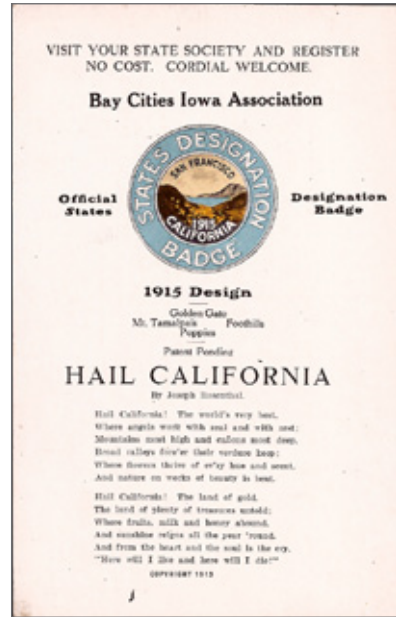 VISIT YOUR STATE SOCIETY AND REGISTER
NO COST. CORDIAL WELCOME.
Bay Cities Iowa Association
STATES DESIGNATION
BADGE
SAN FRANCISCO
1915
CALIFORNIA
Official
States
Designation
Badge
1915 Design
Golden Gate
Mt. Tamalpais Foothills
Poppies
Patent Pending
HAIL CALIFORNIA
By Joseph Rosenthal.
Hail California! The world's very best,
Where angels work with zeal and with zest;
Mountains most high and cañons most deep,
Broad valleys their verdure keep;
Where flowers thrive of ev'ry hue and scent,
And nature on works of beauty is bent.
Hail California! The land of gold,
The land of plenty of treasures untold;
Where fruits, milk and honey abound,
And sunshine reigns all the year 'round.
And from the heart and the soul is the cry,
"Here will I live and here will I die!"
COPYRIGHT 1913